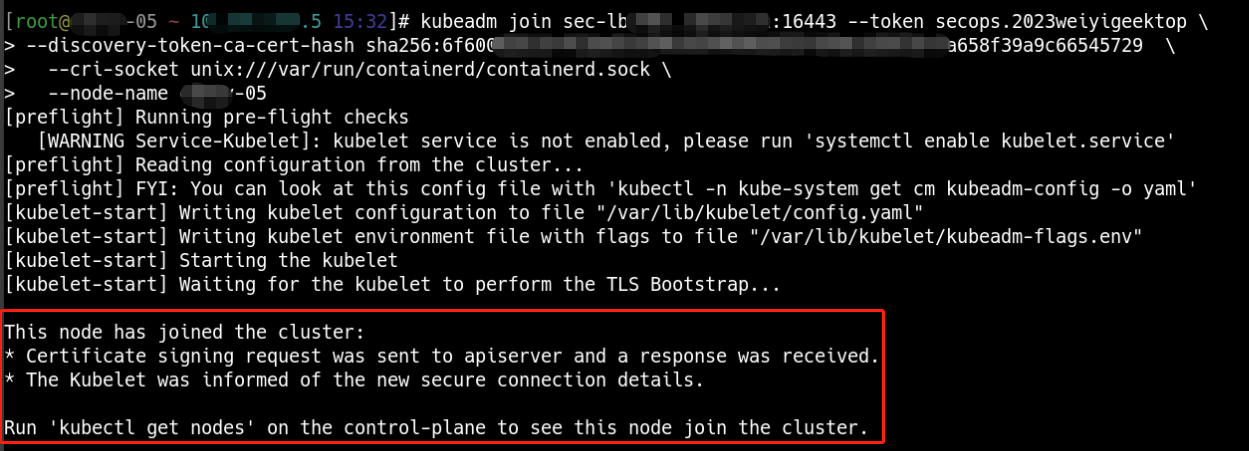 [root@ -05 ~ 10 .5 15:32]# kubeadm join sec-lb :16443 --token secops.2023weiyigeektop \
> --discovery-token-ca-cert-hash sha256:6f600 a658f39a9c66545729 \
>   --cri-socket unix:///var/run/containerd/containerd.sock \
>   --node-name -05
[preflight] Running pre-flight checks
   [WARNING Service-Kubelet]: kubelet service is not enabled, please run 'systemctl enable kubelet.service'
[preflight] Reading configuration from the cluster...
[preflight] FYI: You can look at this config file with 'kubectl -n kube-system get cm kubeadm-config -o yaml'
[kubelet-start] Writing kubelet configuration to file "/var/lib/kubelet/config.yaml"
[kubelet-start] Writing kubelet environment file with flags to file "/var/lib/kubelet/kubeadm-flags.env"
[kubelet-start] Starting the kubelet
[kubelet-start] Waiting for the kubelet to perform the TLS Bootstrap...
This node has joined the cluster:
* Certificate signing request was sent to apiserver and a response was received.
* The Kubelet was informed of the new secure connection details.
Run 'kubectl get nodes' on the control-plane to see this node join the cluster.